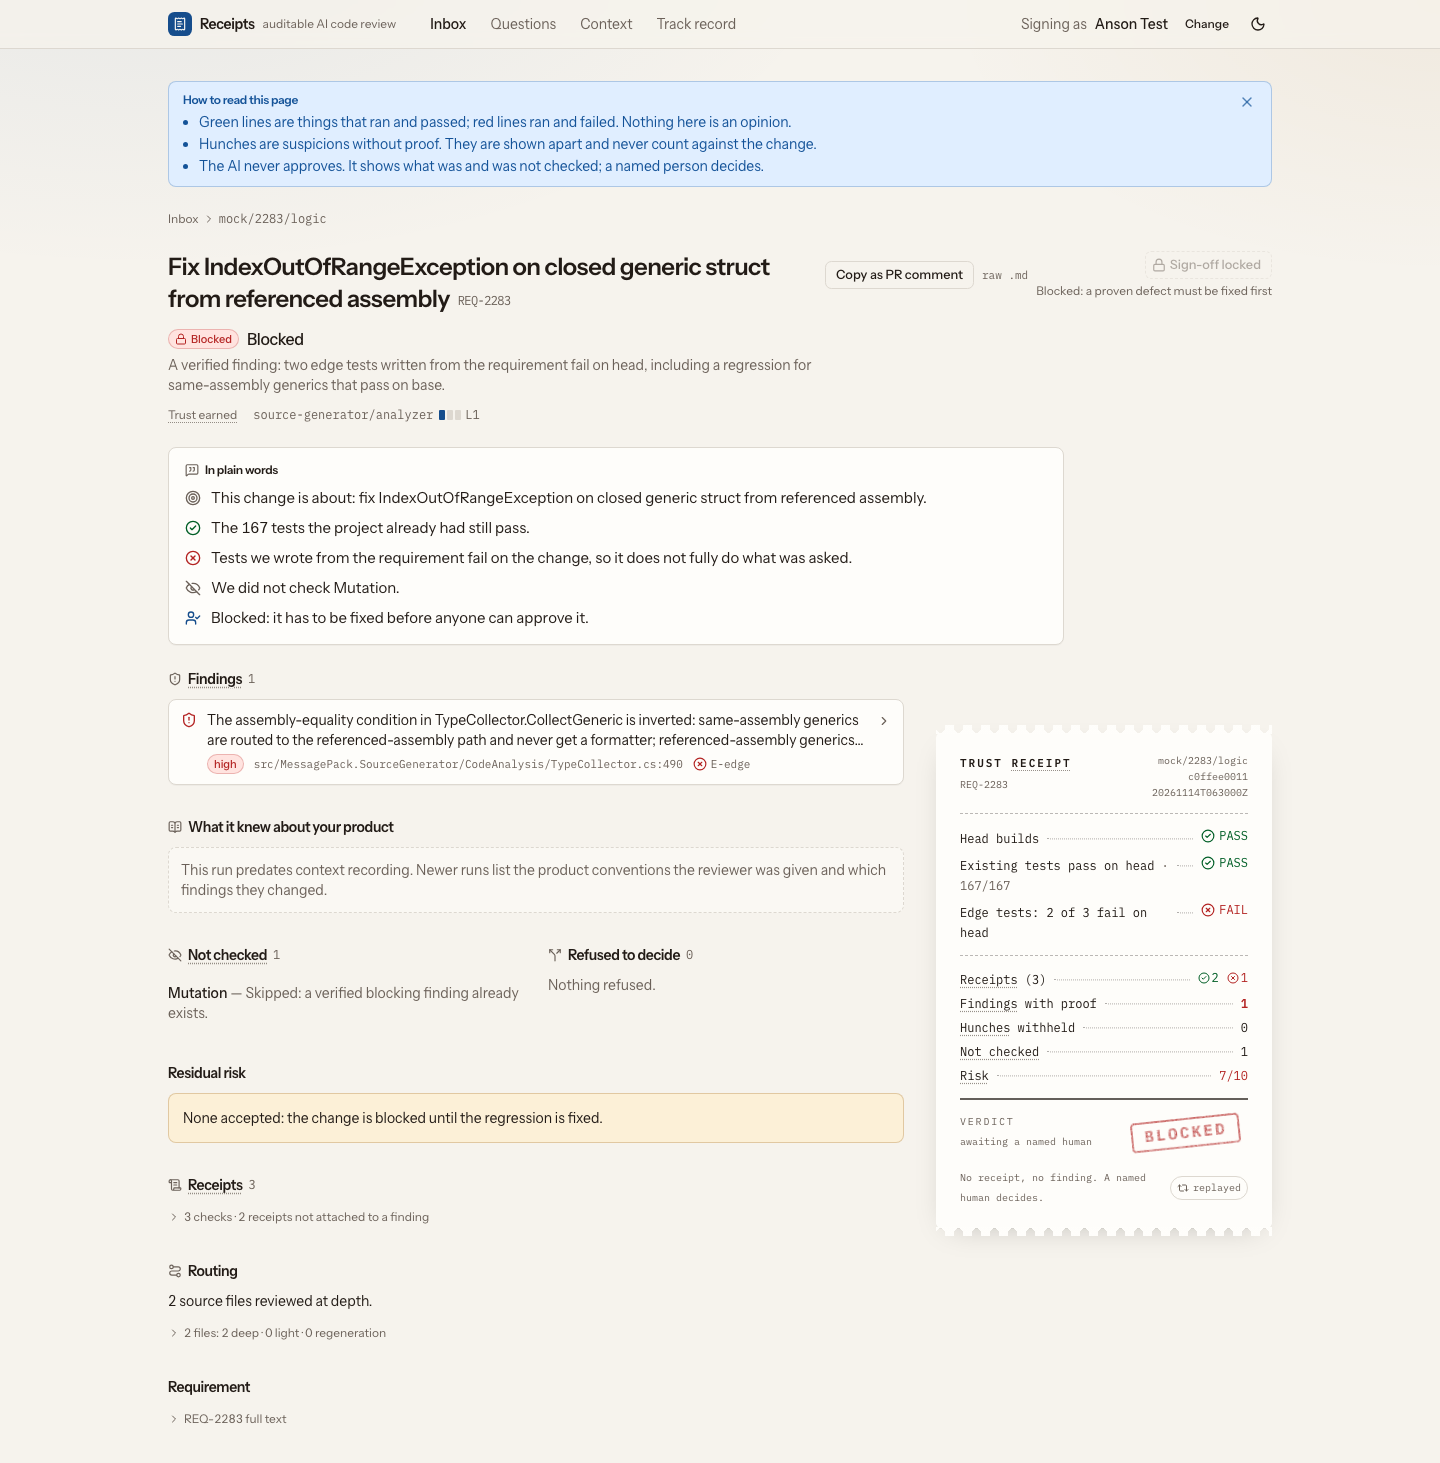 Receipts auditable AI code review Inbox Questions Context Track record Signing as Anson Test Change
How to read this page
Green lines are things that ran and passed; red lines ran and failed. Nothing here is an opinion.
Hunches are suspicions without proof. They are shown apart and never count against the change.
The AI never approves. It shows what was and was not checked; a named person decides.
Inbox mock/2283/logic
Fix IndexOutOfRangeException on closed generic struct
from referenced assembly REQ-2283
Copy as PR comment raw .md
Sign-off locked
Blocked: a proven defect must be fixed first
Blocked Blocked
A verified finding: two edge tests written from the requirement fail on head, including a regression for
same-assembly generics that pass on base.
Trust earned source-generator/analyzer L1
In plain words
This change is about: fix IndexOutOfRangeException on closed generic struct from referenced assembly.
The 167 tests the project already had still pass.
Tests we wrote from the requirement fail on the change, so it does not fully do what was asked.
We did not check Mutation.
Blocked: it has to be fixed before anyone can approve it.
Findings 1
The assembly-equality condition in TypeCollector.CollectGeneric is inverted: same-assembly generics
are routed to the referenced-assembly path and never get a formatter; referenced-assembly generics…
high src/MessagePack.SourceGenerator/CodeAnalysis/TypeCollector.cs:490 E-edge
What it knew about your product
This run predates context recording. Newer runs list the product conventions the reviewer was given and which
findings they changed.
Not checked 1
Mutation — Skipped: a verified blocking finding already
exists.
Refused to decide 0
Nothing refused.
Residual risk
None accepted: the change is blocked until the regression is fixed.
Receipts 3
3 checks · 2 receipts not attached to a finding
Routing
2 source files reviewed at depth.
2 files: 2 deep · 0 light · 0 regeneration
Requirement
REQ-2283 full text
TRUST RECEIPT
REQ-2283
mock/2283/logic
c0ffee0011
20261114T063000Z
Head builds PASS
Existing tests pass on head · PASS
167/167
Edge tests: 2 of 3 fail on FAIL
head
Receipts (3) 2 1
Findings with proof 1
Hunches withheld 0
Not checked 1
Risk 7/10
VERDICT
awaiting a named human
BLOCKED
No receipt, no finding. A named
human decides.
replayed